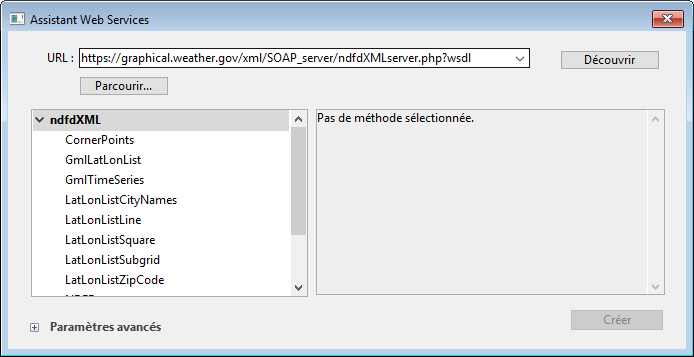 Assistant Web Services
URL : https://graphical.weather.gov/xml/SOAP_server/ndfdXMLserver.php?wsdl
Découvrir
Parcourir...
ndfdXML
CornerPoints
GmlLatLonList
GmlTimeSeries
LatLonListCityNames
LatLonListLine
LatLonListSquare
LatLonListSubgrid
LatLonListZipCode
Pas de méthode sélectionnée.
Paramètres avancés
Créer